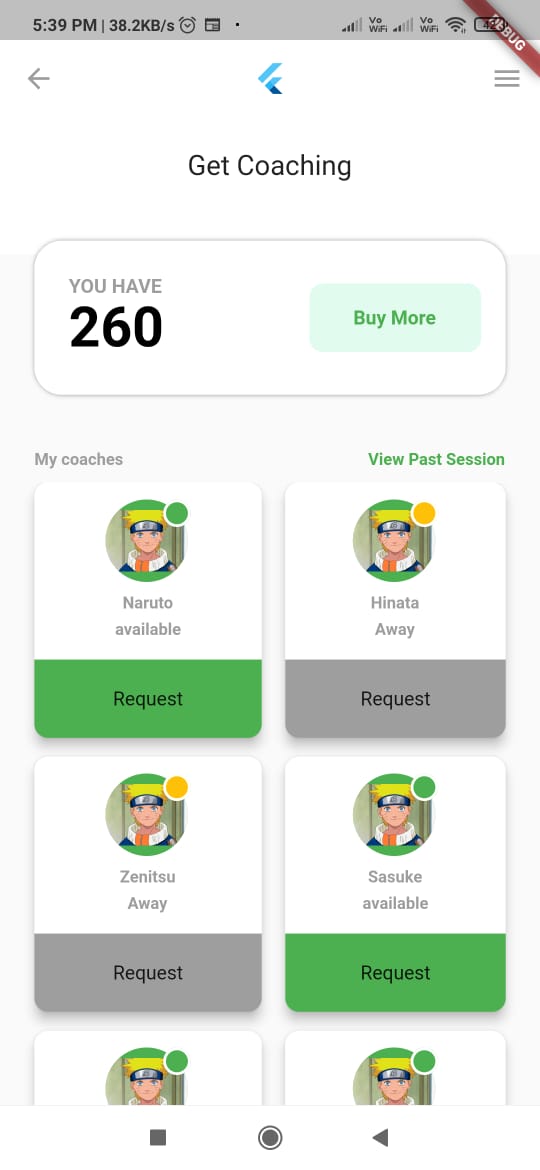 5:39 PM | 38.2KB/s
Vo WiFi
Vo WiFi
DEBUG
Get Coaching
YOU HAVE
260
Buy More
My coaches
View Past Session
Naruto
available
Request
Hinata
Away
Request
Zenitsu
Away
Request
Sasuke
available
Request